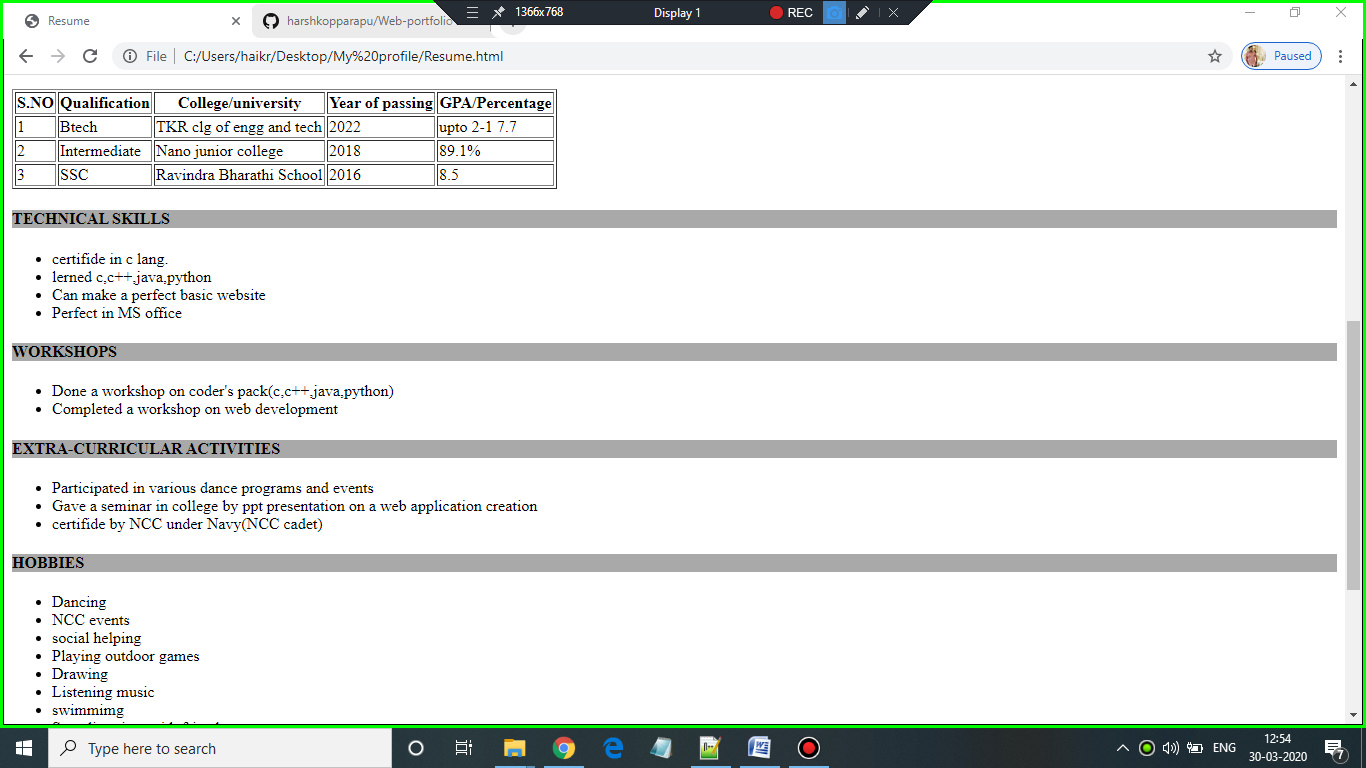 1366x768 Display 1 REC
Resume harshkopparapu/Web-portfolio
File C:/Users/haikr/Desktop/My%20profile/Resume.html Paused
S.NO Qualification College/university Year of passing GPA/Percentage
1 Btech TKR clg of engg and tech 2022 upto 2-1 7.7
2 Intermediate Nano junior college 2018 89.1%
3 SSC Ravindra Bharathi School 2016 8.5
TECHNICAL SKILLS
certifide in c lang.
lerned c,c++,java,python
Can make a perfect basic website
Perfect in MS office
WORKSHOPS
Done a workshop on coder's pack(c,c++,java,python)
Completed a workshop on web development
EXTRA-CURRICULAR ACTIVITIES
Participated in various dance programs and events
Gave a seminar in college by ppt presentation on a web application creation
certifide by NCC under Navy(NCC cadet)
HOBBIES
Dancing
NCC events
social helping
Playing outdoor games
Drawing
Listening music
swimmimg
Type here to search ENG 12:54
30-03-2020 7